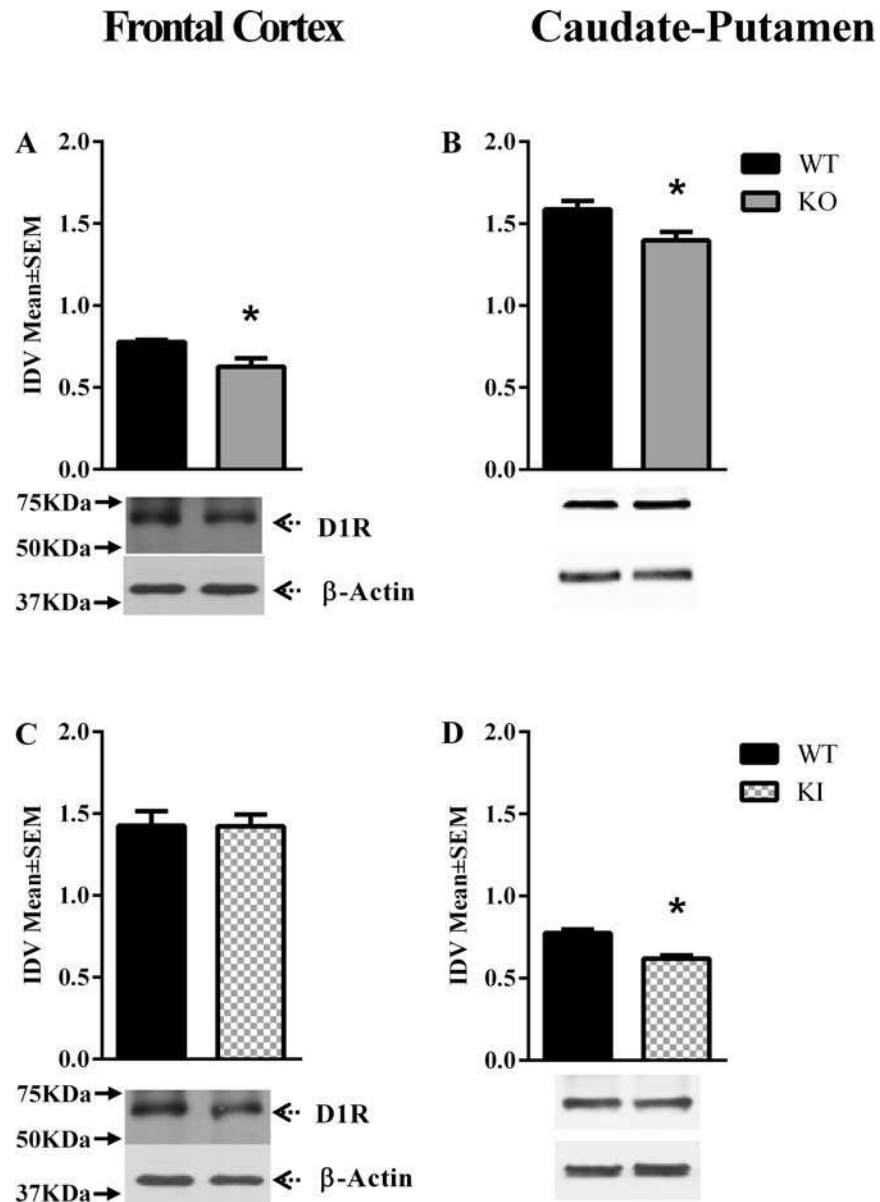 Frontal Cortex
Caudate-Putamen
A
2.0
1.5
1.0
0.5
0.0
IDV Mean±SEM
*
75KDa
50KDa
37KDa
D1R
β-Actin
B
2.0
1.5
1.0
0.5
0.0
*
WT
KO
C
2.0
1.5
1.0
0.5
0.0
IDV Mean±SEM
75KDa
50KDa
37KDa
D1R
β-Actin
D
2.0
1.5
1.0
0.5
0.0
IDV Mean±SEM
*
WT
KI